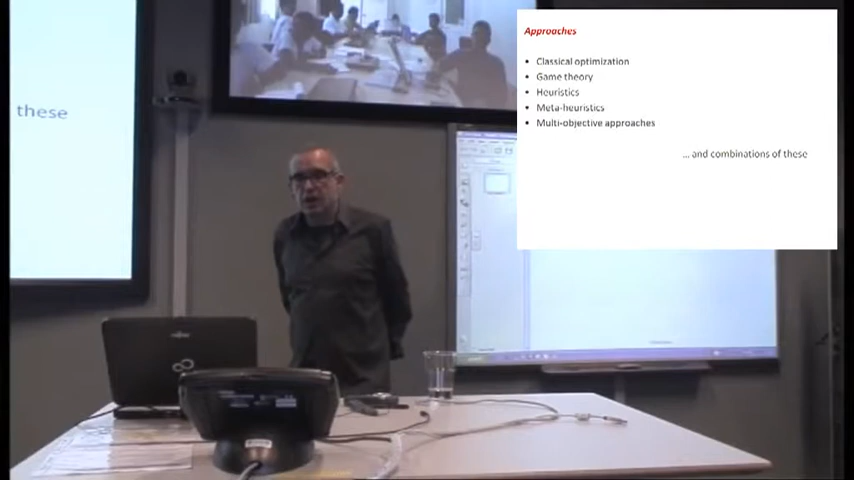 these
Approaches
• Classical optimization
• Game theory
• Heuristics
• Meta-heuristics
• Multi-objective approaches
... and combinations of these